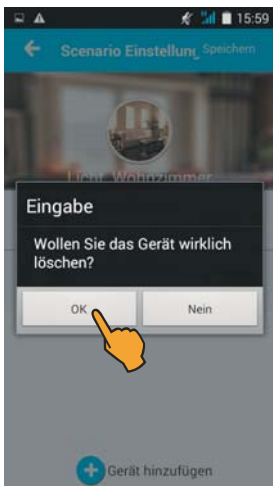 15:59
Scenario Einstellung Speichern
Licht Wohnzimmer
Eingabe
Wollen Sie das Gerät wirklich
löschen?
OK
Nein
Gerät hinzufügen